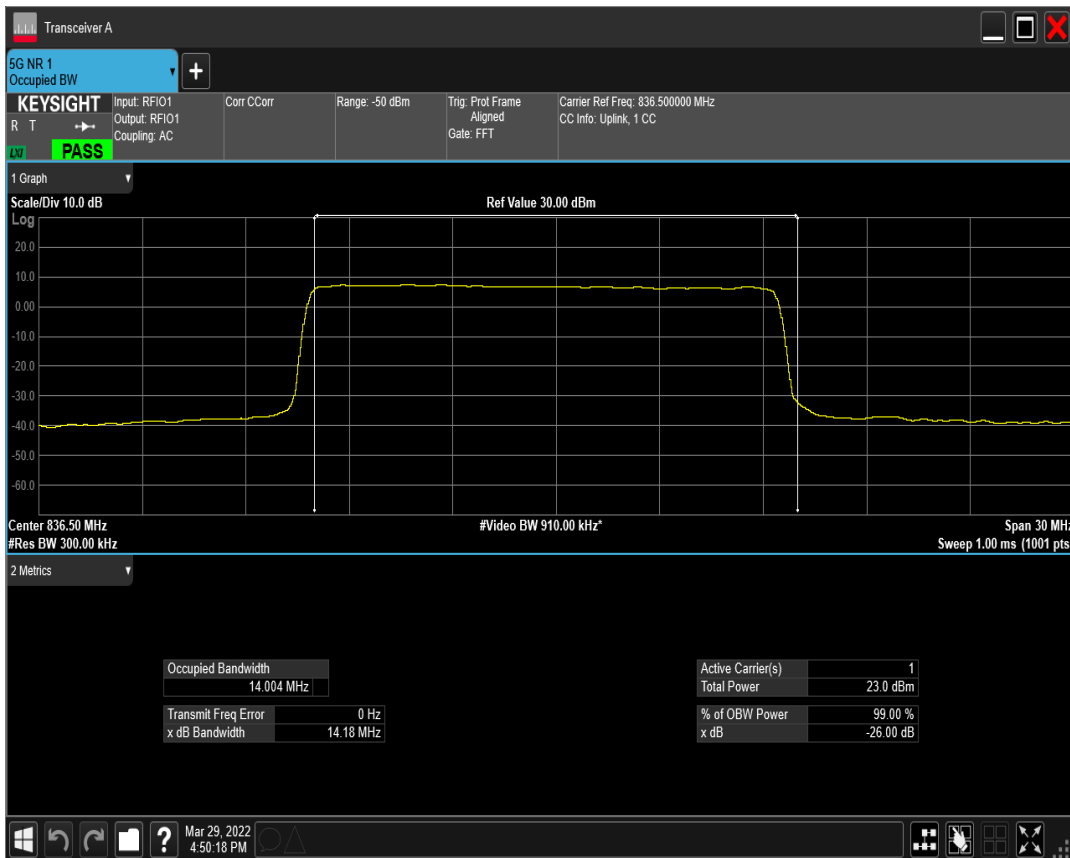 Transceiver A
5G NR 1
Occupied BW
+
KEYSIGHT
R T
LXI
PASS
Input: RFIO1
Output: RFIO1
Coupling: AC
Corr CCorr
Range: -50 dBm
Trig: Prot Frame
Aligned
Gate: FFT
Carrier Ref Freq: 836.500000 MHz
CC Info: Uplink, 1 CC
1 Graph
Scale/Div 10.0 dB
Ref Value 30.00 dBm
Log
20.0
10.0
0.00
-10.0
-20.0
-30.0
-40.0
-50.0
-60.0
Center 836.50 MHz
#Video BW 910.00 kHz*
Span 30 MHz
#Res BW 300.00 kHz
Sweep 1.00 ms (1001 pts
2 Metrics
Occupied Bandwidth
14.004 MHz
Transmit Freq Error 0 Hz
x dB Bandwidth 14.18 MHz
Active Carrier(s) 1
Total Power 23.0 dBm
% of OBW Power 99.00 %
x dB -26.00 dB
?
Mar 29, 2022
4:50:18 PM